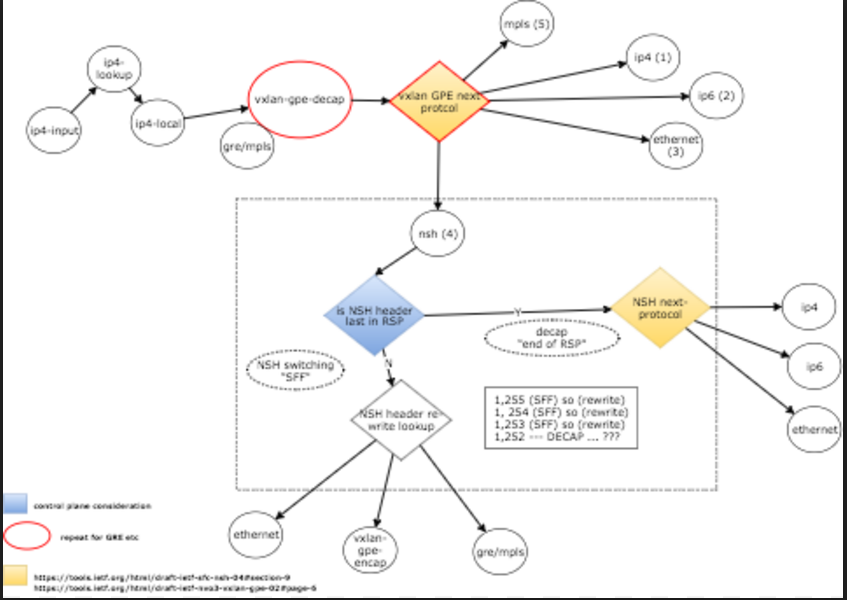 mpls (5)
ip4-
lookup
ip4 (1)
vxlan-gpe-decap
vxlan GPE next
protcol
ip6 (2)
ip4-input
ip4-local
gre/mpls
ethernet
(3)
nsh (4)
is NSH header
last in RSP
Y
NSH next-
protocol
ip4
decap
"end of RSP"
NSH switching
"SFF"
N
ip6
NSH header re-
write lookup
1,255 (SFF) so (rewrite)
1, 254 (SFF) so (rewrite)
1,253 (SFF) so (rewrite)
1,252 --- DECAP ... ???
ethernet
control plane consideration
ethernet
vxlan-
gpe-
encap
gre/mpls
repeat for GRE etc
https://tools.ietf.org/html/draft-ietf-sfc-nsh-04#section-9
https://tools.ietf.org/html/draft-ietf-nvo3-vxlan-gpe-02#page-6